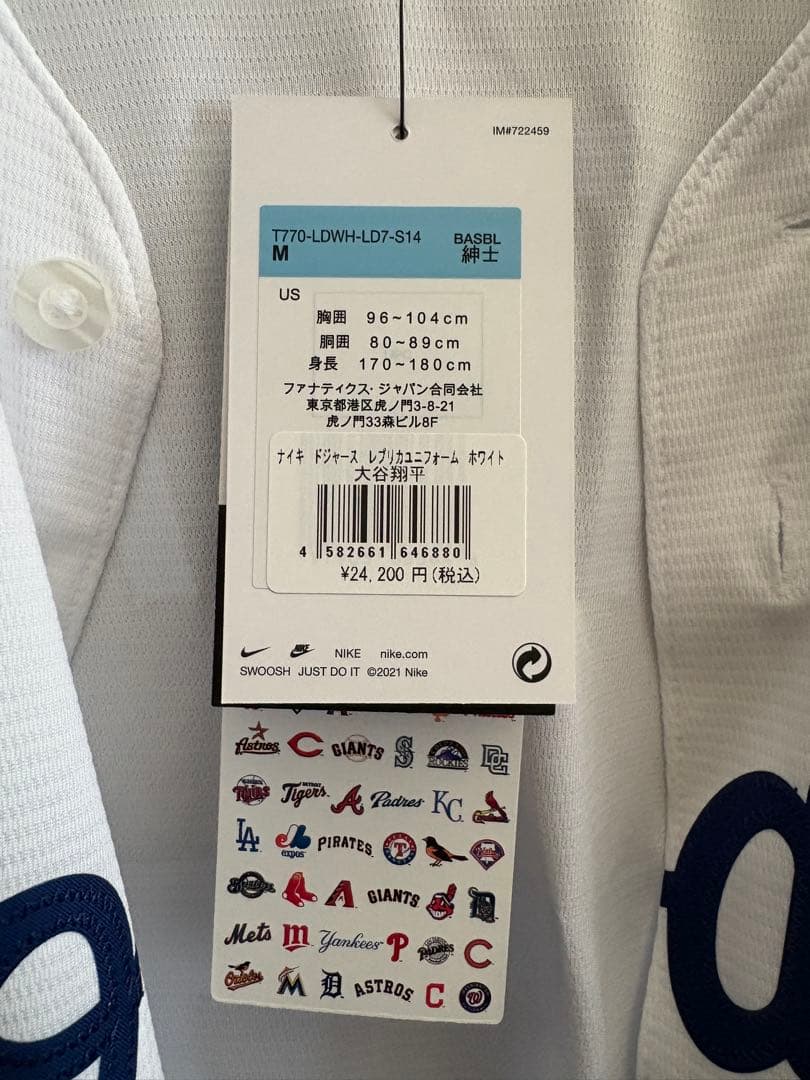 IM#722459
T770-LDWH-LD7-S14 BASBL
M 紳士
US
胸囲 96~104cm
胴囲 80~89cm
身長 170~180cm
ファナティクス・ジャパン合同会社
東京都港区虎ノ門3-8-21
虎ノ門33森ビル8F
ナイキ ドジャース レプリカユニフォーム ホワイト
大谷翔平
4 582661 646880
¥24,200 円(税込)
NIKE nike.com
SWOOSH JUST DO IT ©2021 Nike
Astros C GIANTS S ROCKIES DC
TWINS DETROIT Tigers A Padres KC
LA expos PIRATES T Phillies
Brewers A GIANTS D
Mets m Yankees P PADRES C
Orioles M D ASTROS C W